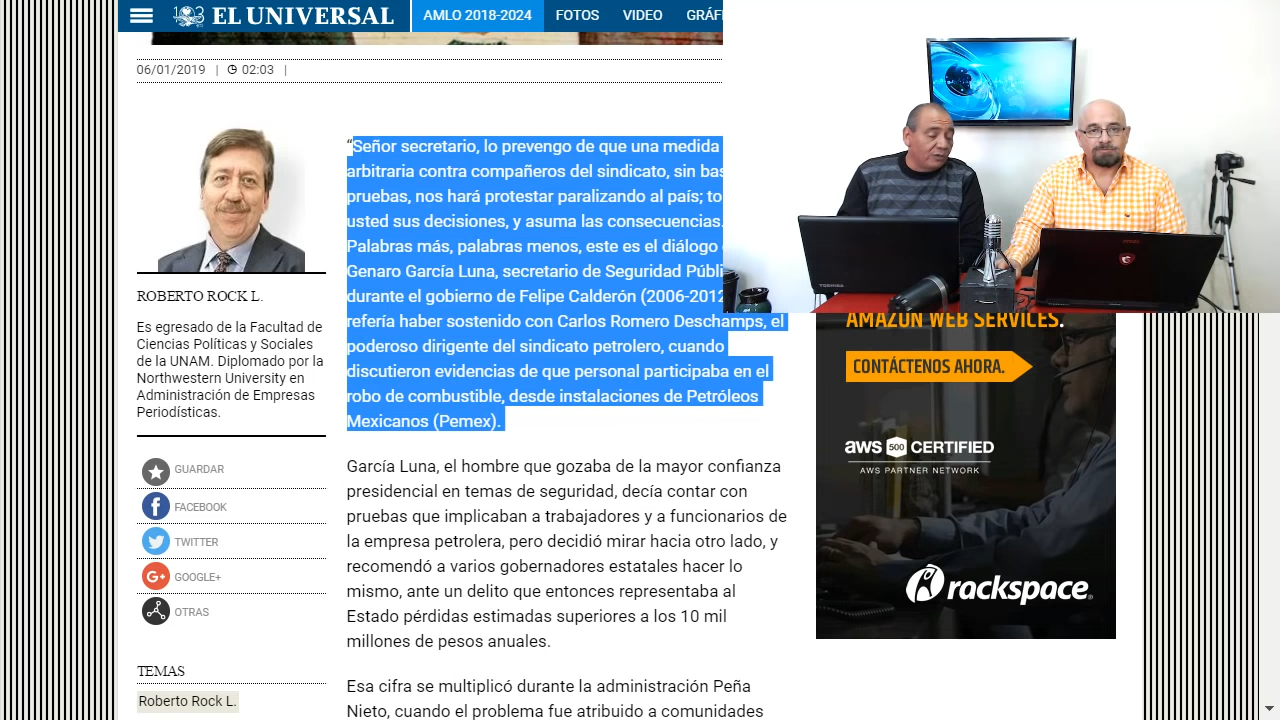 EL UNIVERSAL
AMLO 2018-2024 FOTOS VIDEO
06/01/2019 | 02:03 |
ROBERTO ROCK L.
Es egresado de la Facultad de
Ciencias Políticas y Sociales
de la UNAM. Diplomado por la
Northwestern University en
Administración de Empresas
Periodísticas.
GUARDAR
FACEBOOK
TWITTER
GOOGLE+
OTRAS
TEMAS
Roberto Rock L.
“Señor secretario, lo prevengo de que una medida
arbitraria contra compañeros del sindicato, sin
pruebas, nos hará protestar paralizando al país;
usted sus decisiones, y asuma las consecuencias.
Palabras más, palabras menos, este es el diálogo
Genaro García Luna, secretario de Seguridad
durante el gobierno de Felipe Calderón
refería haber sostenido con Carlos Romero Deschamps, el
poderoso dirigente del sindicato petrolero, cuando
discutieron evidencias de que personal participaba en el
robo de combustible, desde instalaciones de Petróleos
Mexicanos (Pemex).
García Luna, el hombre que gozaba de la mayor confianza
presidencial en temas de seguridad, decía contar con
pruebas que implicaban a trabajadores y a funcionarios de
la empresa petrolera, pero decidió mirar hacia otro lado, y
recomendó a varios gobernadores estatales hacer lo
mismo, ante un delito que entonces representaba al
Estado pérdidas estimadas superiores a los 10 mil
millones de pesos anuales.
Esa cifra se multiplicó durante la administración Peña
Nieto, cuando el problema fue atribuido a comunidades
TOSHIBA
AMAZON WEB SERVICES.
CONTÁCTENOS AHORA.
aws 500 CERTIFIED
AWS PARTNER NETWORK
rackspace